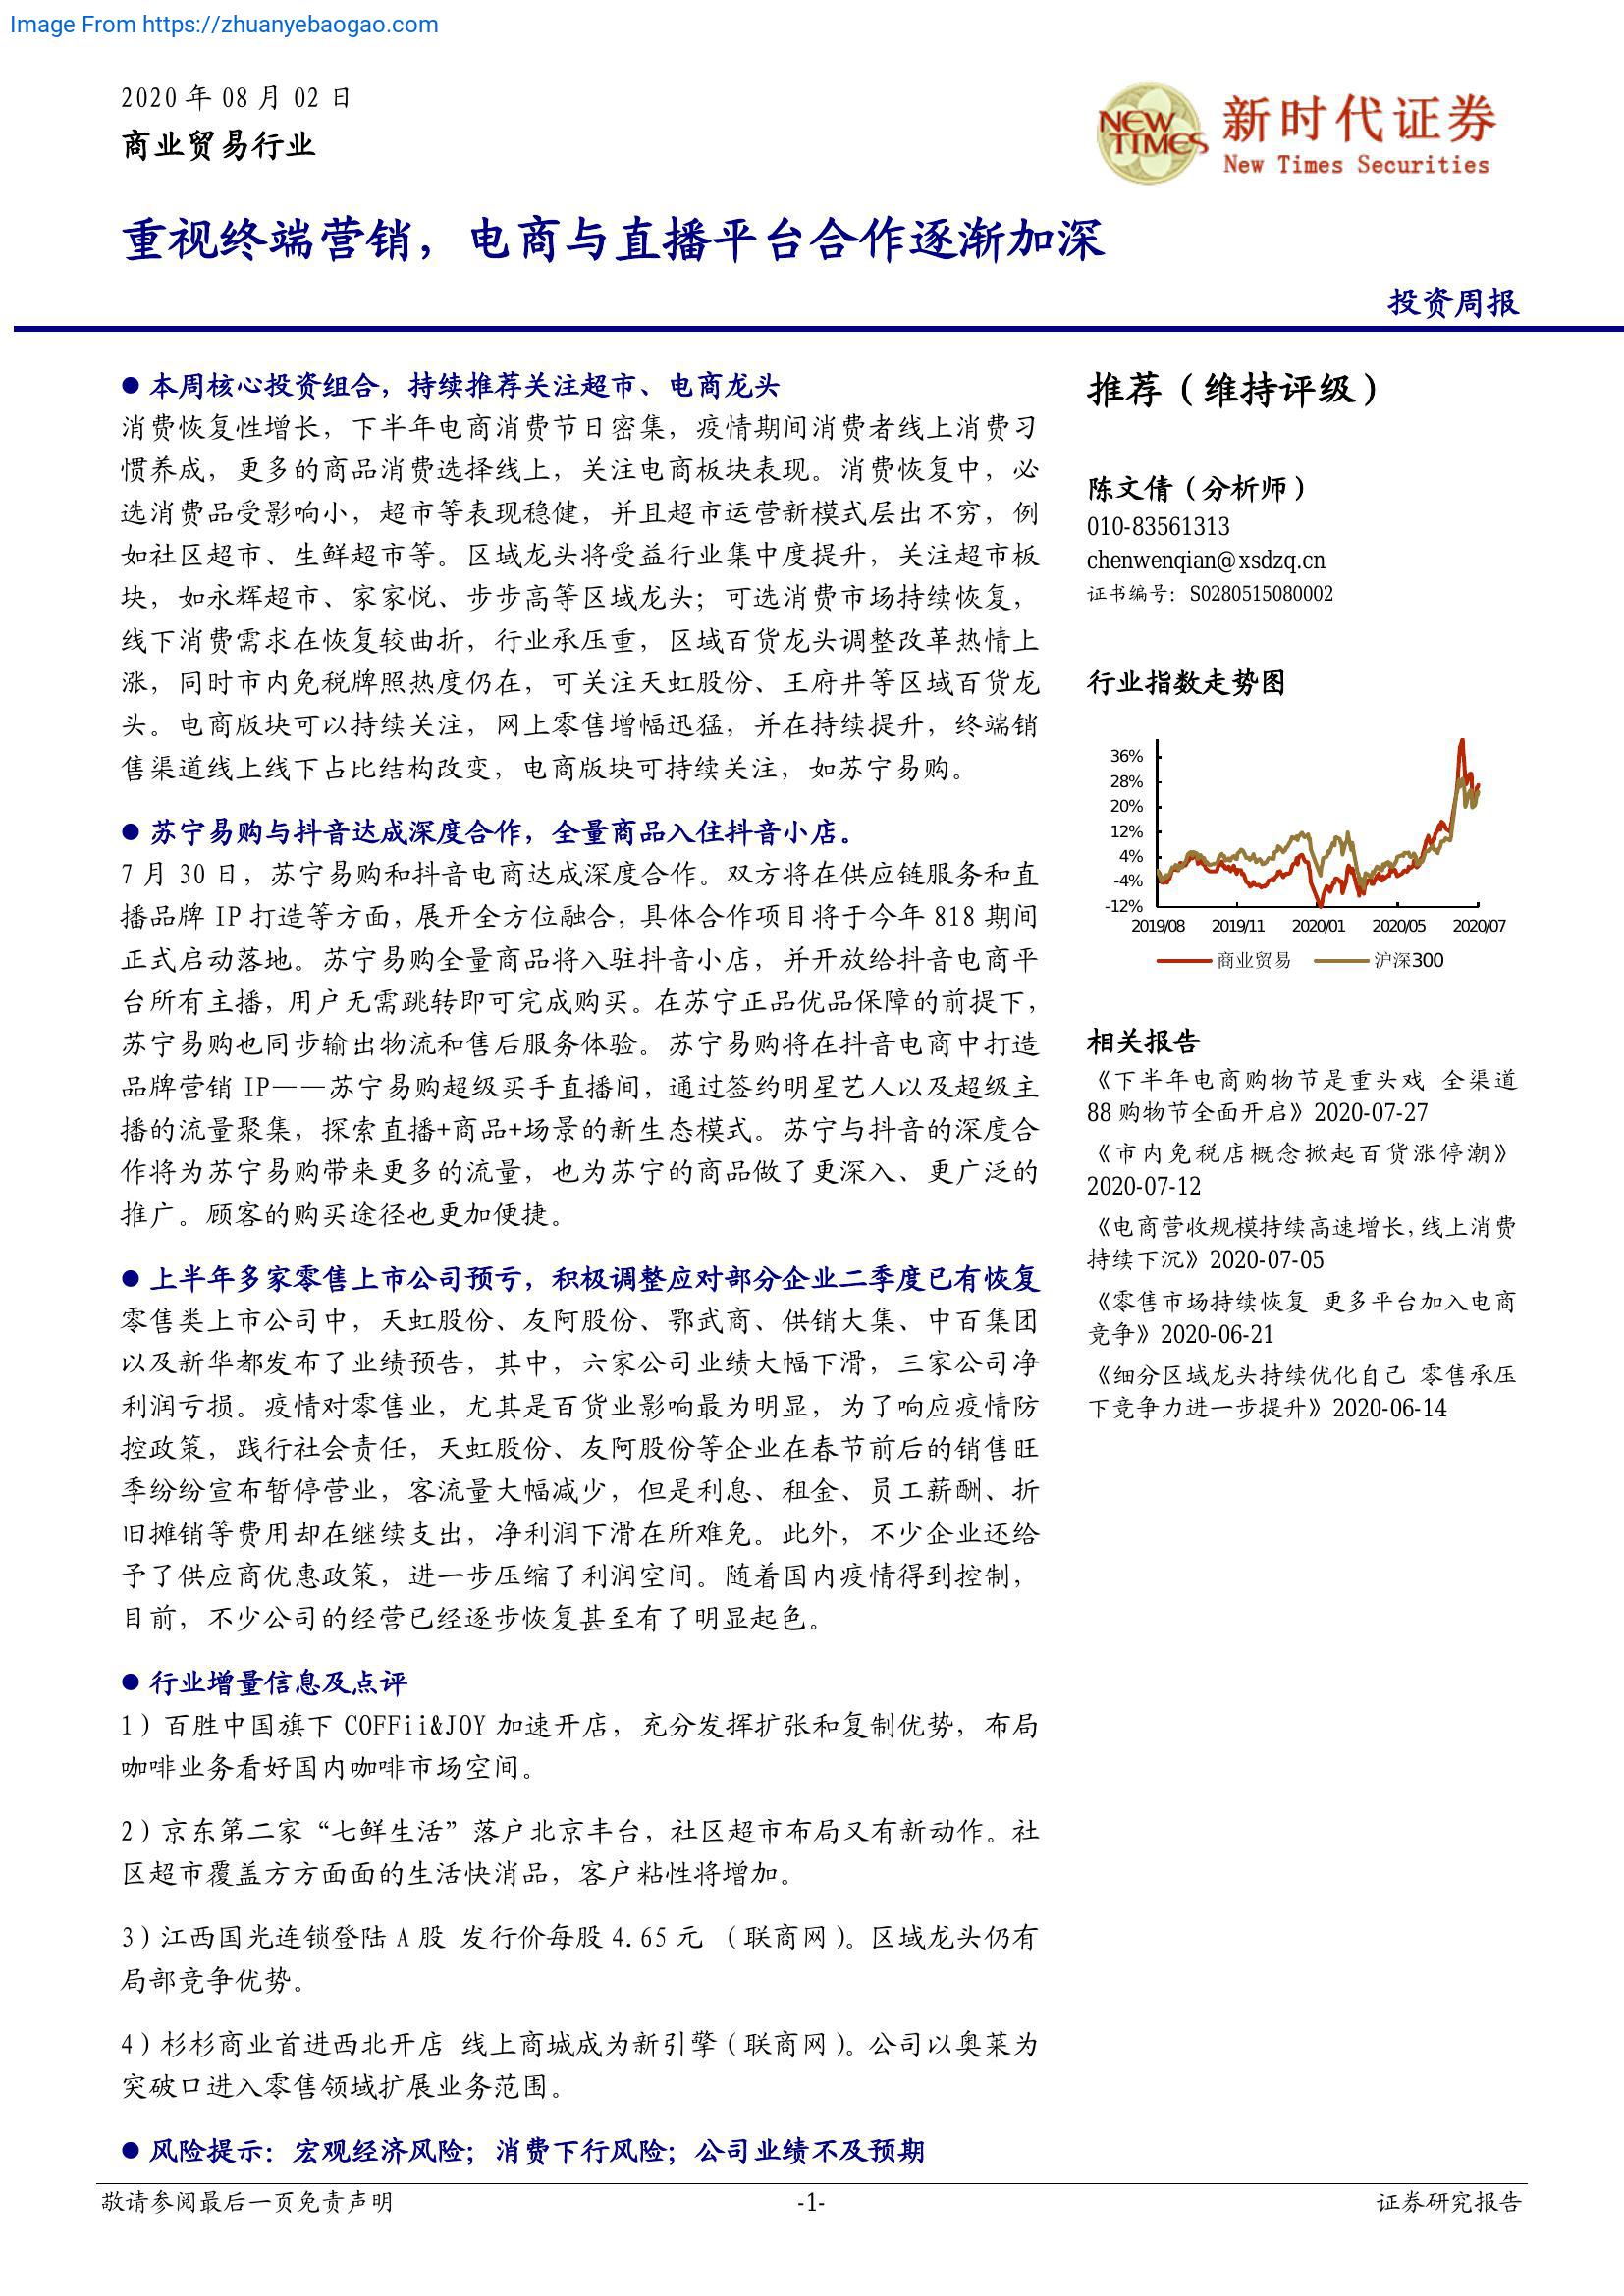 Image From https://zhuanyebaogao.com
2020 年 08 月 02 日
商业贸易行业
NEW TIMES
新时代证券
New Times Securities
重视终端营销，电商与直播平台合作逐渐加深
投资周报
● 本周核心投资组合，持续推荐关注超市、电商龙头
消费恢复性增长，下半年电商消费节日密集，疫情期间消费者线上消费习
惯养成，更多的商品消费选择线上，关注电商板块表现。消费恢复中，必
选消费品受影响小，超市等表现稳健，并且超市运营新模式层出不穷，例
如社区超市、生鲜超市等。区域龙头将受益行业集中度提升，关注超市板
块，如永辉超市、家家悦、步步高等区域龙头；可选消费市场持续恢复，
线下消费需求在恢复较曲折，行业承压重，区域百货龙头调整改革热情上
涨，同时市内免税牌照热度仍在，可关注天虹股份、王府井等区域百货龙
头。电商版块可以持续关注，网上零售增幅迅猛，并在持续提升，终端销
售渠道线上线下占比结构改变，电商版块可持续关注，如苏宁易购。
● 苏宁易购与抖音达成深度合作，全量商品入住抖音小店。
7 月 30 日，苏宁易购和抖音电商达成深度合作。双方将在供应链服务和直
播品牌 IP 打造等方面，展开全方位融合，具体合作项目将于今年 818 期间
正式启动落地。苏宁易购全量商品将入驻抖音小店，并开放给抖音电商平
台所有主播，用户无需跳转即可完成购买。在苏宁正品优品保障的前提下，
苏宁易购也同步输出物流和售后服务体验。苏宁易购将在抖音电商中打造
品牌营销 IP——苏宁易购超级买手直播间，通过签约明星艺人以及超级主
播的流量聚集，探索直播+商品+场景的新生态模式。苏宁与抖音的深度合
作将为苏宁易购带来更多的流量，也为苏宁的商品做了更深入、更广泛的
推广。顾客的购买途径也更加便捷。
● 上半年多家零售上市公司预亏，积极调整应对部分企业二季度已有恢复
零售类上市公司中，天虹股份、友阿股份、鄂武商、供销大集、中百集团
以及新华都发布了业绩预告，其中，六家公司业绩大幅下滑，三家公司净
利润亏损。疫情对零售业，尤其是百货业影响最为明显，为了响应疫情防
控政策，践行社会责任，天虹股份、友阿股份等企业在春节前后的销售旺
季纷纷宣布暂停营业，客流量大幅减少，但是利息、租金、员工薪酬、折
旧摊销等费用却在继续支出，净利润下滑在所难免。此外，不少企业还给
予了供应商优惠政策，进一步压缩了利润空间。随着国内疫情得到控制，
目前，不少公司的经营已经逐步恢复甚至有了明显起色。
● 行业增量信息及点评
1）百胜中国旗下 COFFii&JOY 加速开店，充分发挥扩张和复制优势，布局
咖啡业务看好国内咖啡市场空间。
2）京东第二家“七鲜生活”落户北京丰台，社区超市布局又有新动作。社
区超市覆盖方方面面的生活快消品，客户粘性将增加。
3）江西国光连锁登陆 A 股 发行价每股 4.65 元 （联商网）。区域龙头仍有
局部竞争优势。
4）杉杉商业首进西北开店 线上商城成为新引擎（联商网）。公司以奥莱为
突破口进入零售领域扩展业务范围。
● 风险提示：宏观经济风险；消费下行风险；公司业绩不及预期
推荐（维持评级）
陈文倩（分析师）
010-83561313
chenwenqian@xsdzq.cn
证书编号：S0280515080002
行业指数走势图
36%
28%
20%
12%
4%
-4%
-12%
2019/08 2019/11 2020/01 2020/05 2020/07
商业贸易 沪深300
相关报告
《下半年电商购物节是重头戏 全渠道
88 购物节全面开启》2020-07-27
《市内免税店概念掀起百货涨停潮》
2020-07-12
《电商营收规模持续高速增长，线上消费
持续下沉》2020-07-05
《零售市场持续恢复 更多平台加入电商
竞争》2020-06-21
《细分区域龙头持续优化自己 零售承压
下竞争力进一步提升》2020-06-14
敬请参阅最后一页免责声明
-1-
证券研究报告